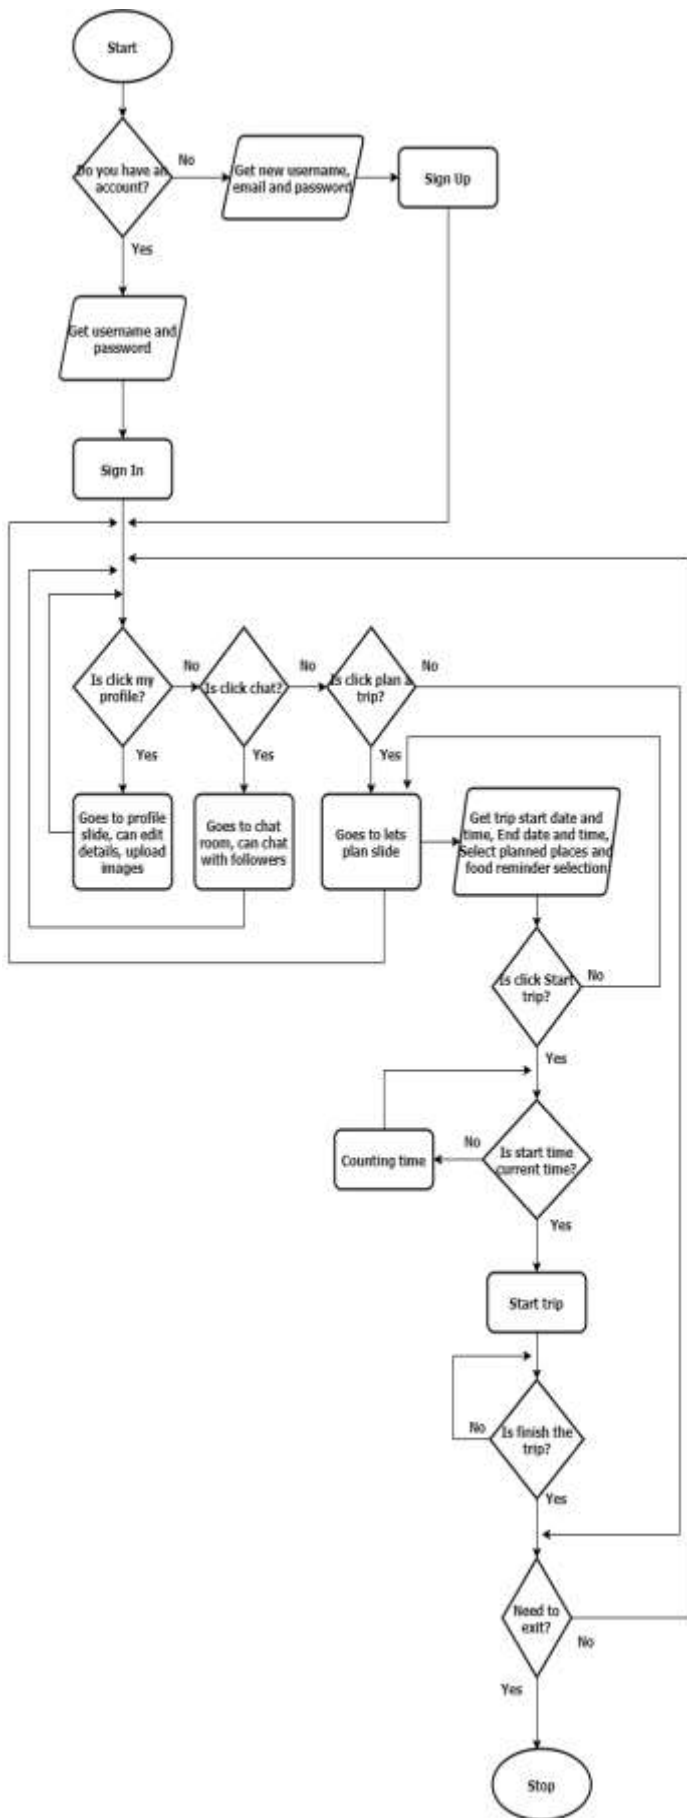 Start
Do you have an
account?
No
Get new username,
email and password
Sign Up
Yes
Get username and
password
Sign In
Is click my
profile?
No
Is click chat?
No
Is click plan a
trip?
No
Yes
Yes
Yes
Goes to profile
slide, can edit
details, upload
images
Goes to chat
room, can chat
with followers
Goes to lets
plan slide
Get trip start date and
time, End date and time,
Select planned places and
food reminder selection
Is click Start
trip?
No
Yes
Counting time
No
Is start time
current time?
Yes
Start trip
No
Is finish the
trip?
Yes
Need to
exit?
No
Yes
Stop